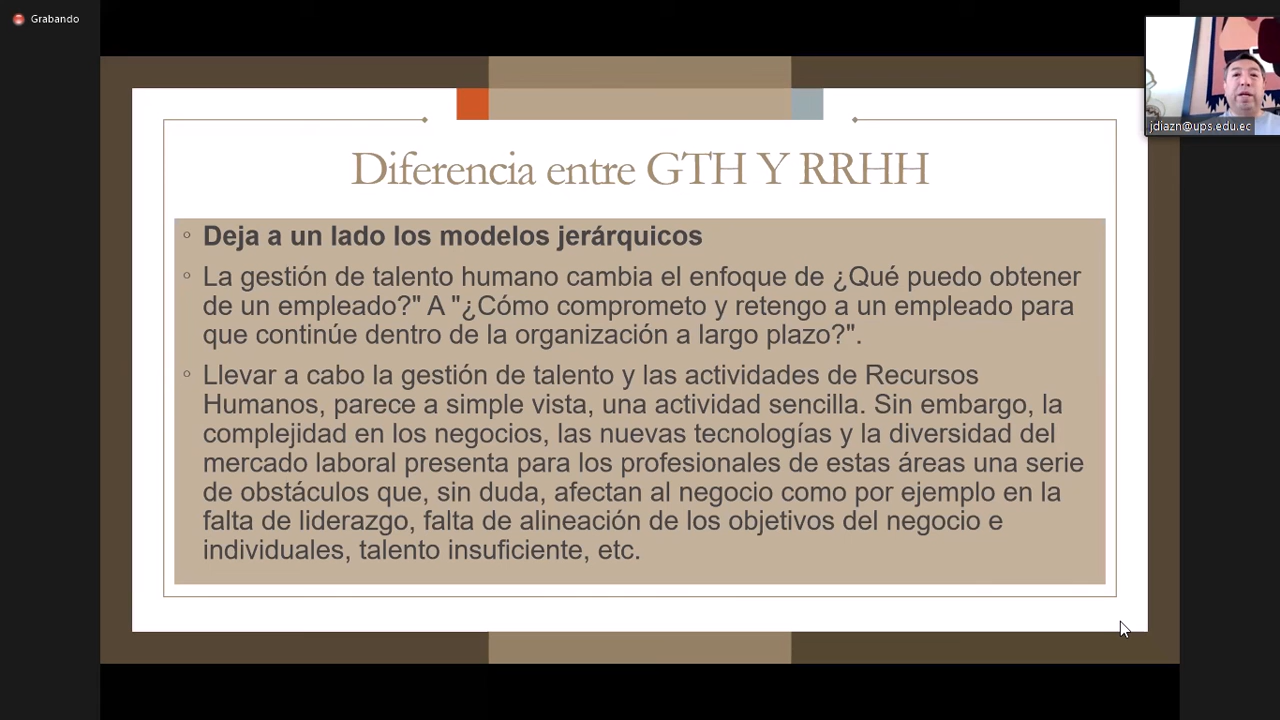 Grabando
jdiazn@ups.edu.ec
Diferencia entre GTH Y RRHH
◦ Deja a un lado los modelos jerárquicos
◦ La gestión de talento humano cambia el enfoque de ¿Qué puedo obtener
de un empleado?" A "¿Cómo comprometo y retengo a un empleado para
que continúe dentro de la organización a largo plazo?".
◦ Llevar a cabo la gestión de talento y las actividades de Recursos
Humanos, parece a simple vista, una actividad sencilla. Sin embargo, la
complejidad en los negocios, las nuevas tecnologías y la diversidad del
mercado laboral presenta para los profesionales de estas áreas una serie
de obstáculos que, sin duda, afectan al negocio como por ejemplo en la
falta de liderazgo, falta de alineación de los objetivos del negocio e
individuales, talento insuficiente, etc.